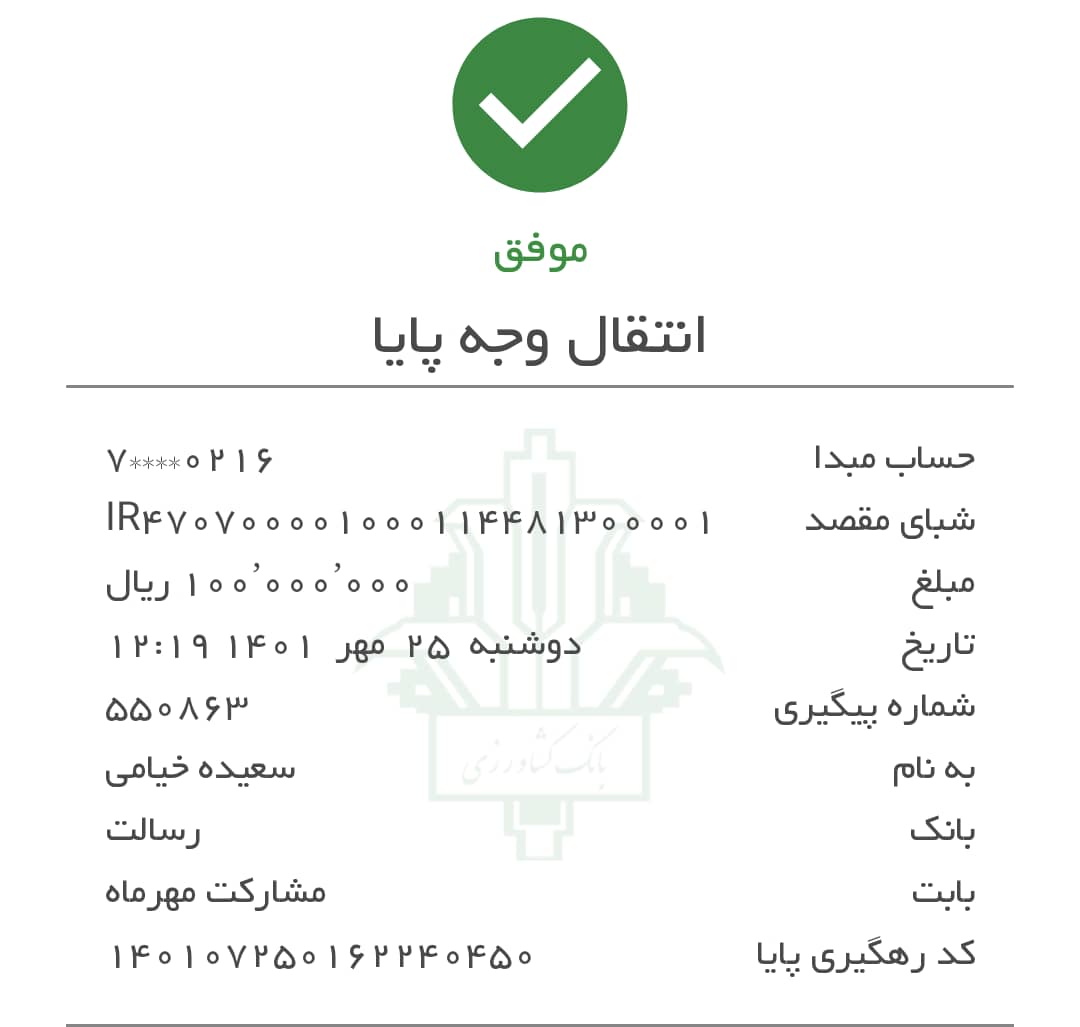 موفق
انتقال وجه پایا
حساب مبدا ۷****۰۲۱۶
شبای مقصد IR۴۷۰۷۰۰۰۰۱۰۰۰۱۱۴۴۸۱۳۰۰۰۰۱
مبلغ ۱۰۰٬۰۰۰٬۰۰۰ ریال
تاریخ دوشنبه ۲۵ مهر ۱۴۰۱ ۱۲:۱۹
شماره پیگیری ۵۵۰۸۶۳
به نام سعیده خیامی
بانک رسالت
بابت مشارکت مهرماه
کد رهگیری پایا ۱۴۰۱۰۷۲۵۰۱۶۲۲۴۰۴۵۰
بانک کشاورزی